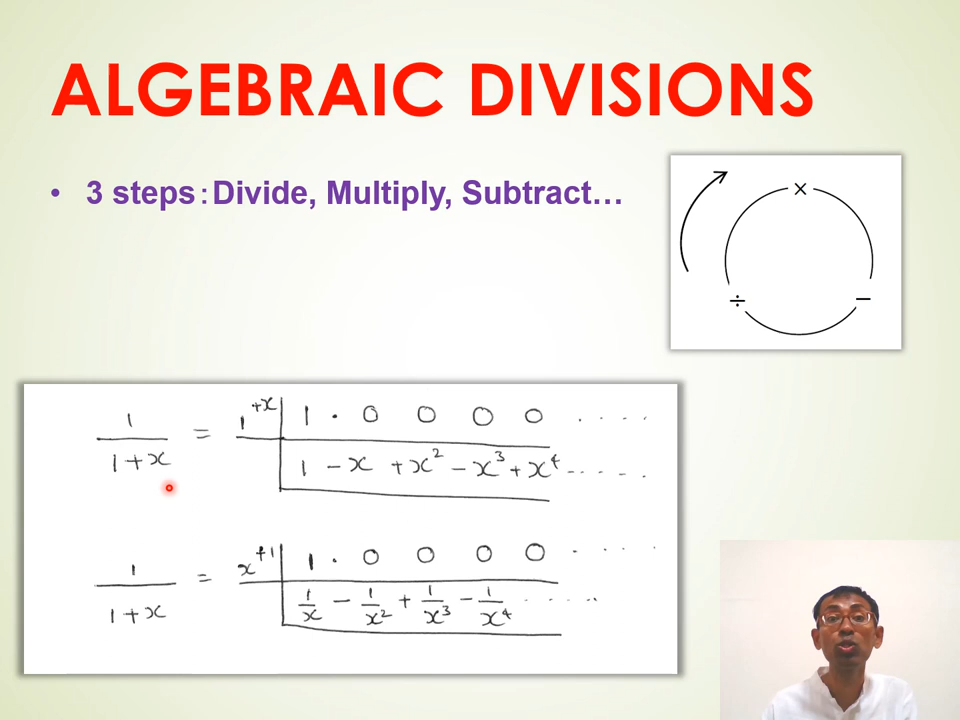 ALGEBRAIC DIVISIONS
• 3 steps : Divide, Multiply, Subtract…
×
÷ −
1/(1+x) = 1^{+x} | 1 . 0 0 0 0 . . . . .
1 − x + x² − x³ + x⁴ . . . . .
1/(1+x) = x^{+1} | 1 . 0 0 0 0 . . . . .
1/x − 1/x² + 1/x³ − 1/x⁴ . . . . .